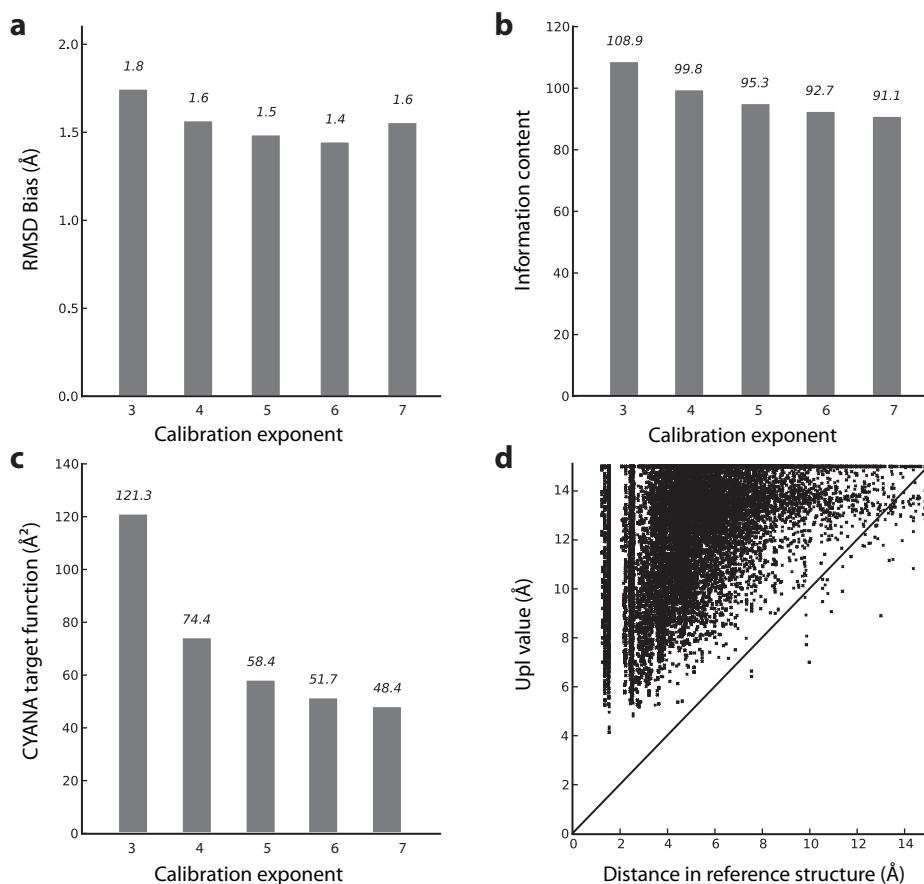 a
2.0
1.5
1.0
0.5
0.0
RMSD Bias (Å)
1.8
1.6
1.5
1.4
1.6
3 4 5 6 7
Calibration exponent
b
120
100
80
60
40
20
0
Information content
108.9
99.8
95.3
92.7
91.1
3 4 5 6 7
Calibration exponent
c
140
120
100
80
60
40
20
0
CYANA target function (Å²)
121.3
74.4
58.4
51.7
48.4
3 4 5 6 7
Calibration exponent
d
14
12
10
8
6
4
2
0
Upl value (Å)
0 2 4 6 8 10 12 14
Distance in reference structure (Å)